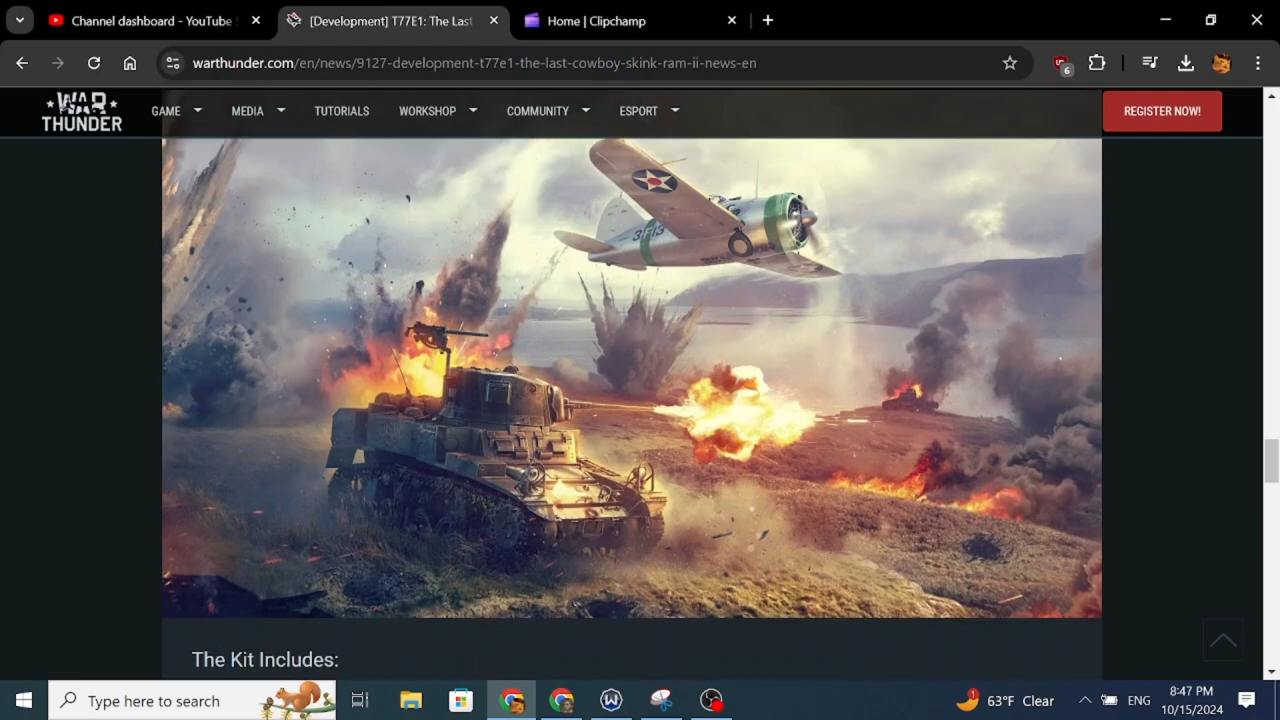 Channel dashboard - YouTube
[Development] T77E1: The Last
Home | Clipchamp
warthunder.com/en/news/9127-development-t77e1-the-last-cowboy-skink-ram-ii-news-en
6
WAR
THUNDER
GAME
MEDIA
TUTORIALS
WORKSHOP
COMMUNITY
ESPORT
REGISTER NOW!
The Kit Includes:
Type here to search
1
63°F Clear
ENG
8:47 PM
10/15/2024